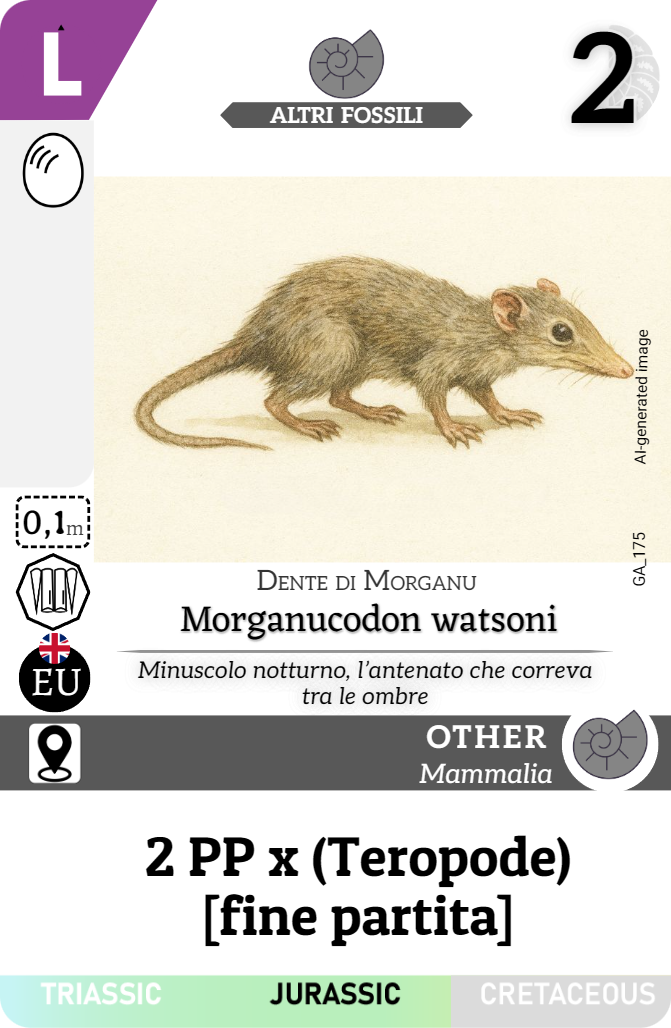 L
ALTRI FOSSILI
2
AI-generated image
GA_175
0,1m
EU
Dente di Morganu
Morganucodon watsoni
Minuscolo notturno, l'antenato che correva
tra le ombre
OTHER
Mammalia
2 PP x (Teropode)
[fine partita]
TRIASSIC JURASSIC CRETACEOUS